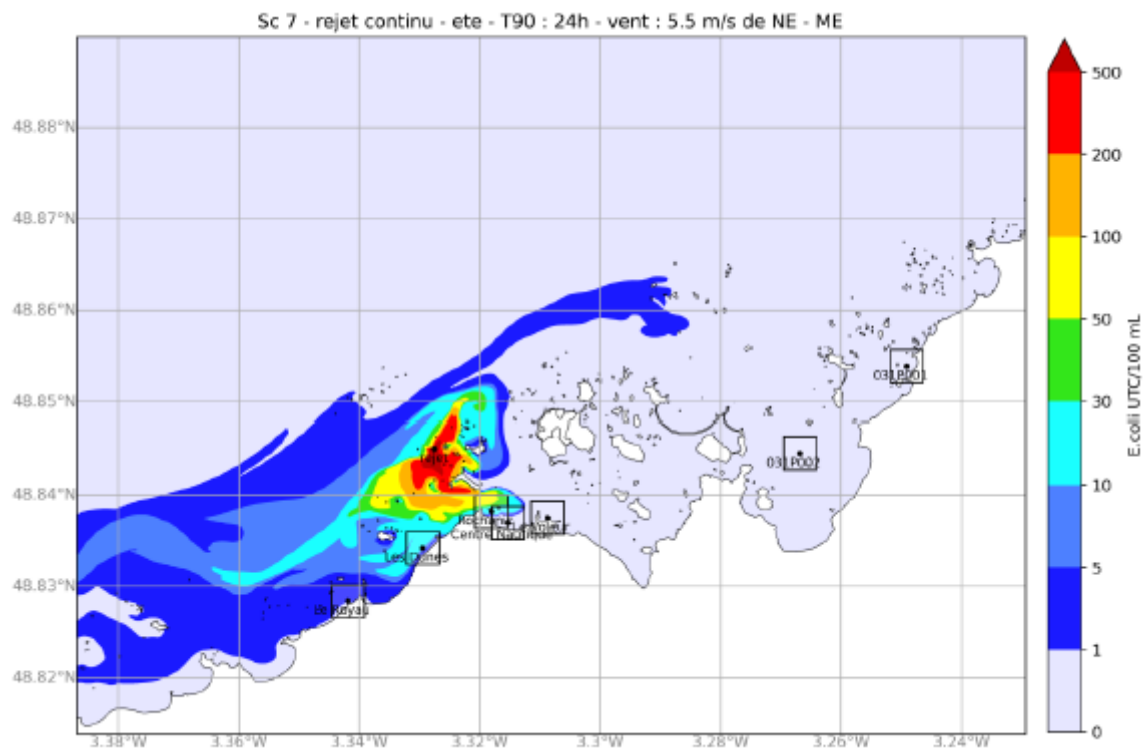 Sc 7 - rejet continu - ete - T90 : 24h - vent : 5.5 m/s de NE - ME
500
200
100
50
30
10
5
1
0
E.coli UTC/100 mL
48.88°N
48.87°N
48.86°N
48.85°N
48.84°N
48.83°N
48.82°N
031P001
031P002
Centre Nautique
Les Dunes
Le Royau
3.38°W
3.36°W
3.34°W
3.32°W
3.3°W
3.28°W
3.26°W
3.24°W